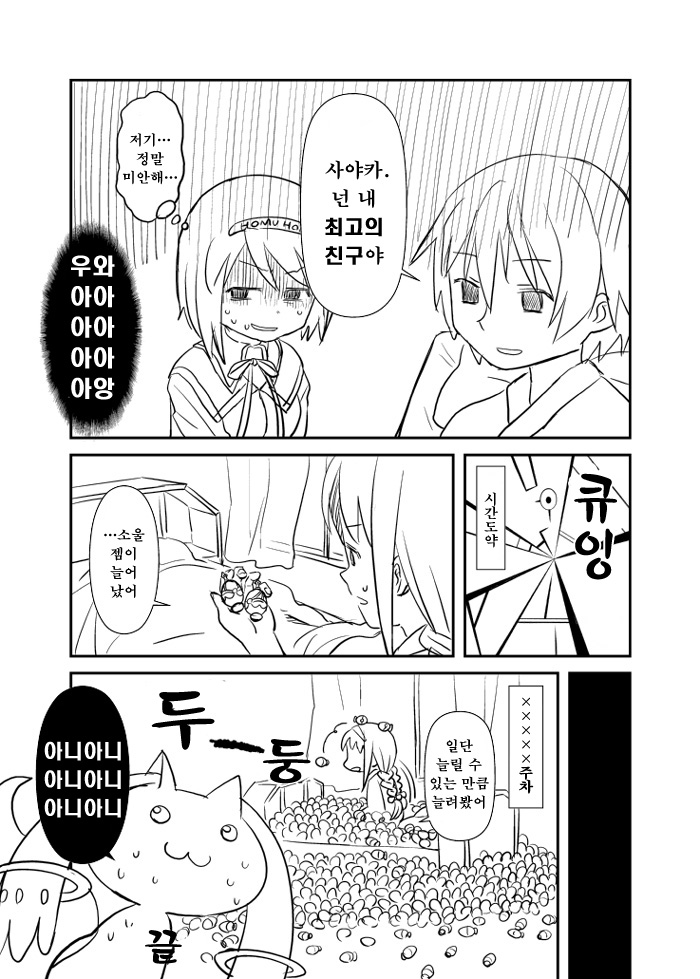 사야카.
넌 내
최고의
친구야
저기…
정말
미안해…
HOMU HO
우와
아아
아아
아아
아앙
큐
잉
시간도약
…소울
젬이
늘어
났어
×××××주차
일단
늘릴 수
있는 만큼
늘려봤어
두
ー
둥
아니아니
아니아니
아니아니
끝